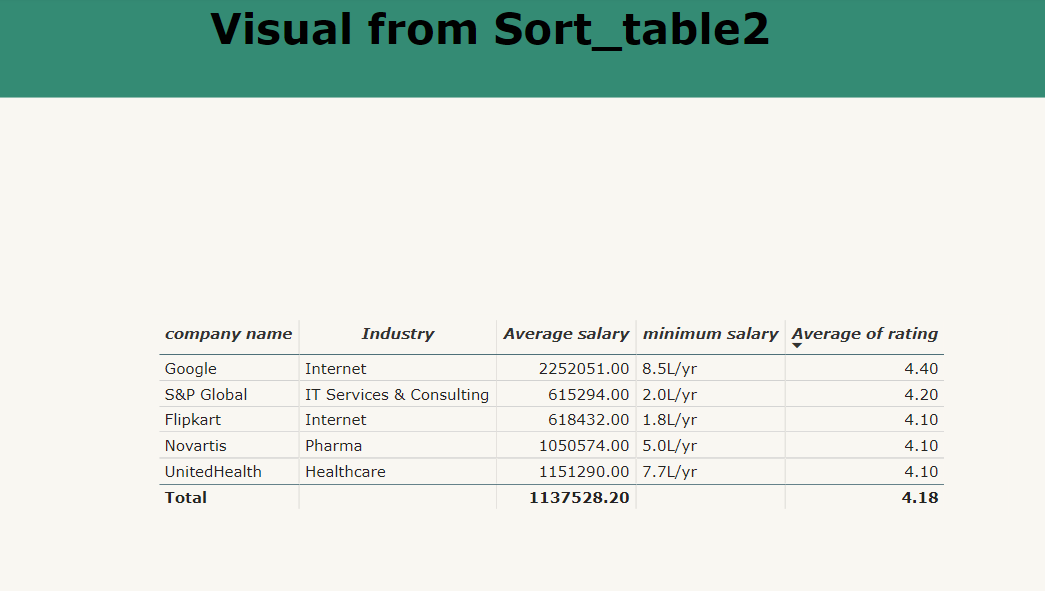 Visual from Sort_table2
company name Industry Average salary minimum salary Average of rating
Google Internet 2252051.00 8.5L/yr 4.40
S&P Global IT Services & Consulting 615294.00 2.0L/yr 4.20
Flipkart Internet 618432.00 1.8L/yr 4.10
Novartis Pharma 1050574.00 5.0L/yr 4.10
UnitedHealth Healthcare 1151290.00 7.7L/yr 4.10
Total 1137528.20 4.18